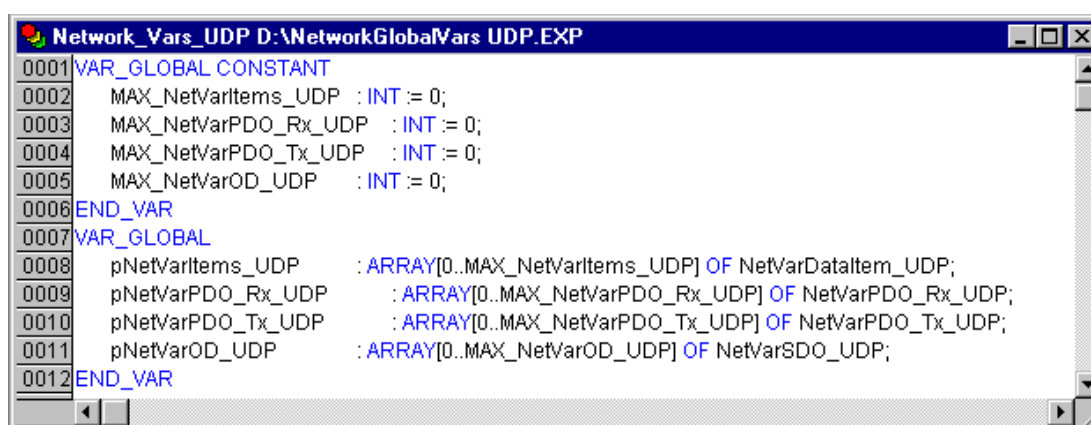 Network_Vars_UDP D:\NetworkGlobalVars UDP.EXP
0001 VAR_GLOBAL CONSTANT
0002 MAX_NetVarItems_UDP : INT := 0;
0003 MAX_NetVarPDO_Rx_UDP : INT := 0;
0004 MAX_NetVarPDO_Tx_UDP : INT := 0;
0005 MAX_NetVarOD_UDP : INT := 0;
0006 END_VAR
0007 VAR_GLOBAL
0008 pNetVarItems_UDP : ARRAY[0..MAX_NetVarItems_UDP] OF NetVarDataItem_UDP;
0009 pNetVarPDO_Rx_UDP : ARRAY[0..MAX_NetVarPDO_Rx_UDP] OF NetVarPDO_Rx_UDP;
0010 pNetVarPDO_Tx_UDP : ARRAY[0..MAX_NetVarPDO_Tx_UDP] OF NetVarPDO_Tx_UDP;
0011 pNetVarOD_UDP : ARRAY[0..MAX_NetVarOD_UDP] OF NetVarSDO_UDP;
0012 END_VAR